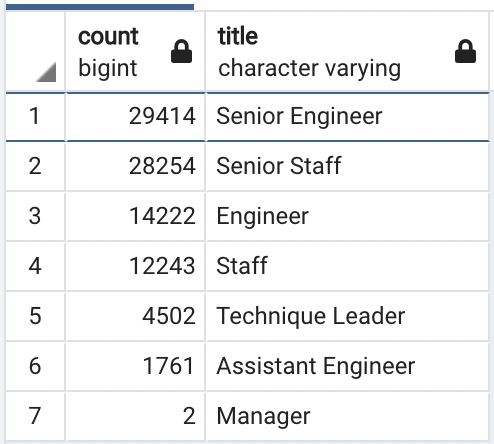 count title
bigint character varying
1 29414 Senior Engineer
2 28254 Senior Staff
3 14222 Engineer
4 12243 Staff
5 4502 Technique Leader
6 1761 Assistant Engineer
7 2 Manager